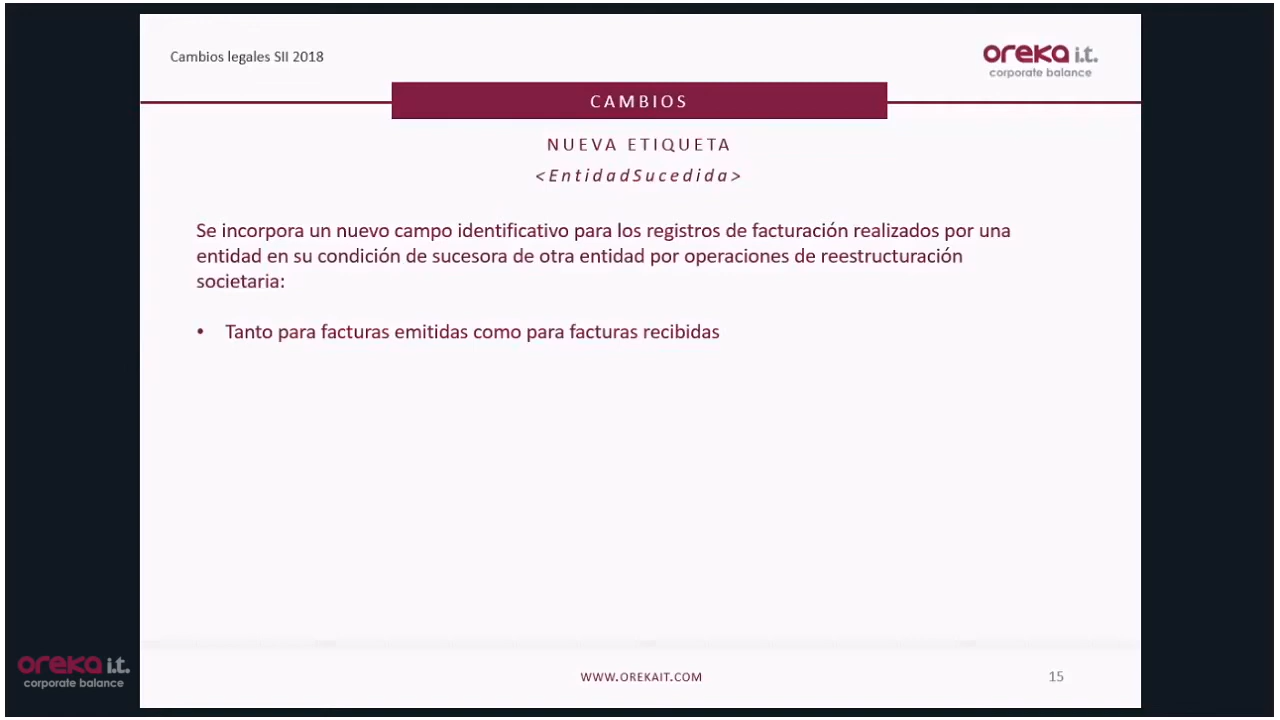 Cambios legales SII 2018
oreka i.t.
corporate balance
CAMBIOS
NUEVA ETIQUETA
<EntidadSucedida>
Se incorpora un nuevo campo identificativo para los registros de facturación realizados por una
entidad en su condición de sucesora de otra entidad por operaciones de reestructuración
societaria:
• Tanto para facturas emitidas como para facturas recibidas
oreka i.t.
corporate balance
WWW.OREKAIT.COM
15